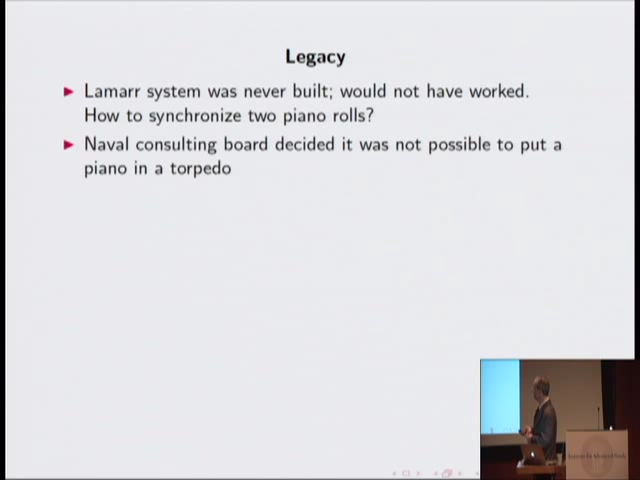 Legacy
Lamarr system was never built; would not have worked.
How to synchronize two piano rolls?
Naval consulting board decided it was not possible to put a
piano in a torpedo